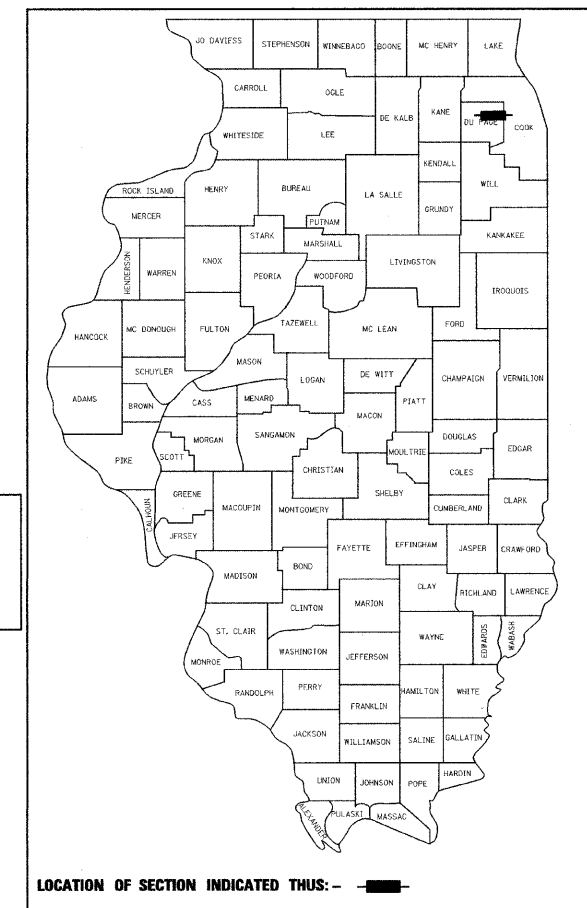 JO DAVIESS STEPHENSON WINNEBAGO BOONE MC HENRY LAKE
CARROLL OGLE
DE KALB KANE DU PAGE COOK
WHITESIDE LEE
KENDALL WILL
ROCK ISLAND HENRY BUREAU LA SALLE GRUNDY
MERCER PUTNAM KANKAKEE
STARK MARSHALL
HENDERSON WARREN KNOX PEORIA WOODFORD LIVINGSTON IROQUOIS
HANCOCK MC DONOUGH FULTON TAZEWELL MC LEAN FORD
MASON
SCHUYLER LOGAN DE WITT CHAMPAIGN VERMILION
ADAMS BROWN CASS MENARD MACON PIATT
MORGAN SANGAMON DOUGLAS
PIKE SCOTT MOULTRIE COLES EDGAR
CHRISTIAN
GREENE SHELBY
CALHOUN MACOUPIN MONTGOMERY CUMBERLAND CLARK
JERSEY
FAYETTE EFFINGHAM JASPER CRAWFORD
MADISON BOND
CLAY RICHLAND LAWRENCE
CLINTON MARION
ST. CLAIR WAYNE EDWARDS WABASH
WASHINGTON JEFFERSON
MONROE
RANDOLPH PERRY HAMILTON WHITE
FRANKLIN
JACKSON WILLIAMSON SALINE GALLATIN
UNION JOHNSON POPE HARDIN
ALEXANDER PULASKI MASSAC
LOCATION OF SECTION INDICATED THUS: -